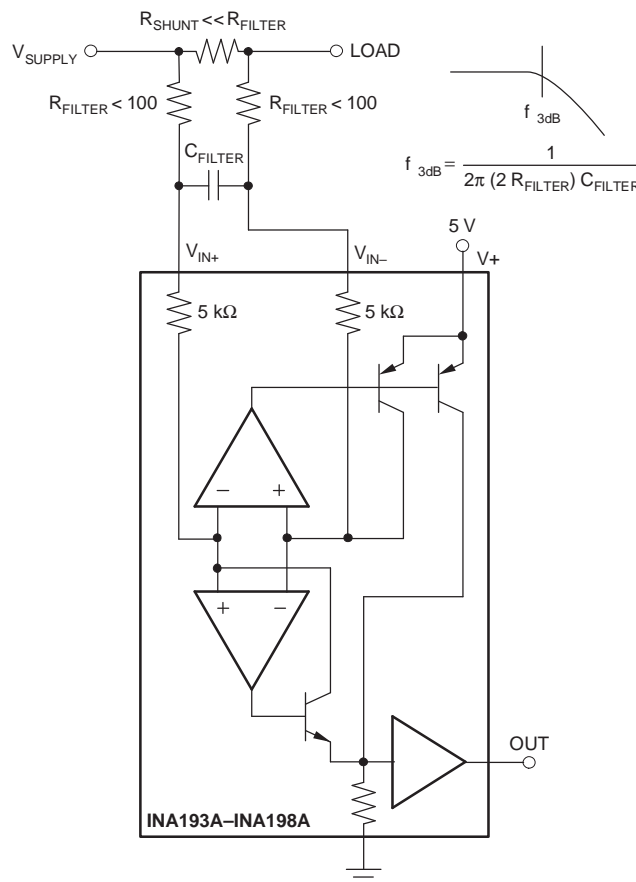 R_SHUNT << R_FILTER
V_SUPPLY
LOAD
R_FILTER < 100
R_FILTER < 100
C_FILTER
f_3dB
f_3dB = 1
2π (2 R_FILTER) C_FILTER
5 V
V+
V_IN+
V_IN–
5 kΩ
5 kΩ
– +
+ –
OUT
INA193A–INA198A